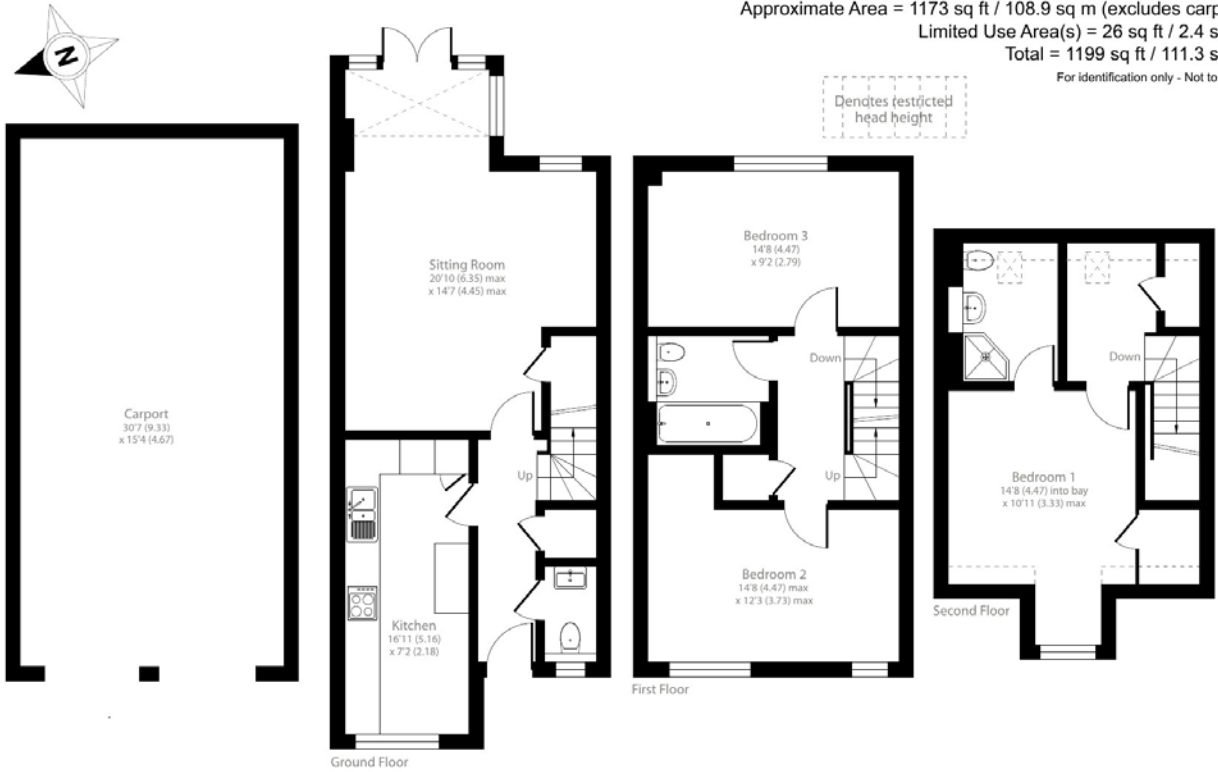 Approximate Area = 1173 sq ft / 108.9 sq m (excludes carp
Limited Use Area(s) = 26 sq ft / 2.4 s
Total = 1199 sq ft / 111.3 s
For identification only - Not to
N
Denotes restricted
head height
Carport
30'7 (9.33)
x 15'4 (4.67)
Sitting Room
20'10 (6.35) max
x 14'7 (4.45) max
Up
Kitchen
16'11 (5.16)
x 7'2 (2.18)
Ground Floor
Bedroom 3
14'8 (4.47)
x 9'2 (2.79)
Down
Up
Bedroom 2
14'8 (4.47) max
x 12'3 (3.73) max
First Floor
Down
Bedroom 1
14'8 (4.47) into bay
x 10'11 (3.33) max
Second Floor